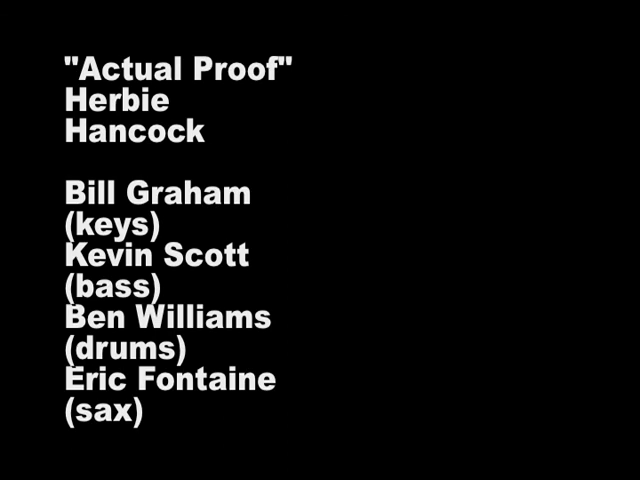 "Actual Proof"
Herbie
Hancock
Bill Graham
(keys)
Kevin Scott
(bass)
Ben Williams
(drums)
Eric Fontaine
(sax)